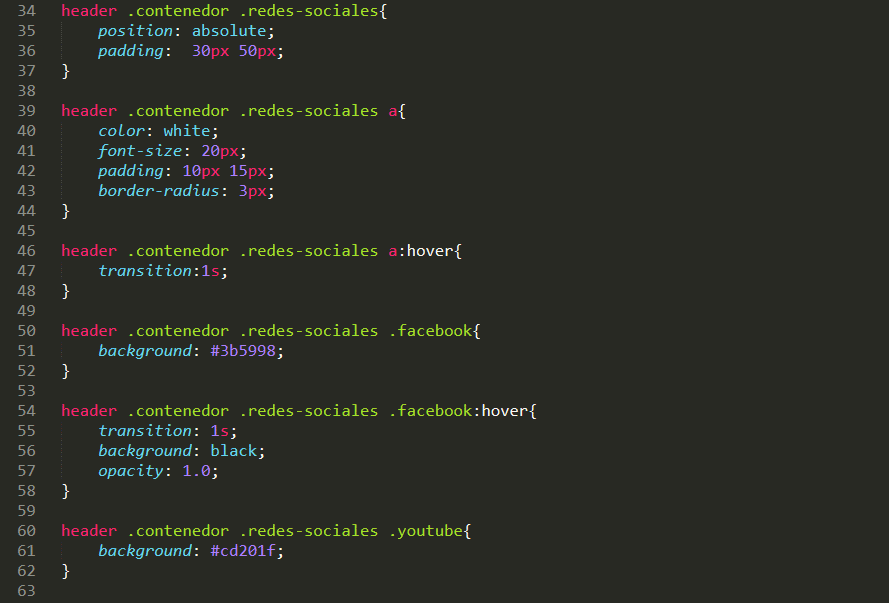 34 header .contenedor .redes-sociales{
35 position: absolute;
36 padding:  30px 50px;
37 }
38
39 header .contenedor .redes-sociales a{
40 color: white;
41 font-size: 20px;
42 padding: 10px 15px;
43 border-radius: 3px;
44 }
45
46 header .contenedor .redes-sociales a:hover{
47 transition:1s;
48 }
49
50 header .contenedor .redes-sociales .facebook{
51 background: #3b5998;
52 }
53
54 header .contenedor .redes-sociales .facebook:hover{
55 transition: 1s;
56 background: black;
57 opacity: 1.0;
58 }
59
60 header .contenedor .redes-sociales .youtube{
61 background: #cd201f;
62 }
63